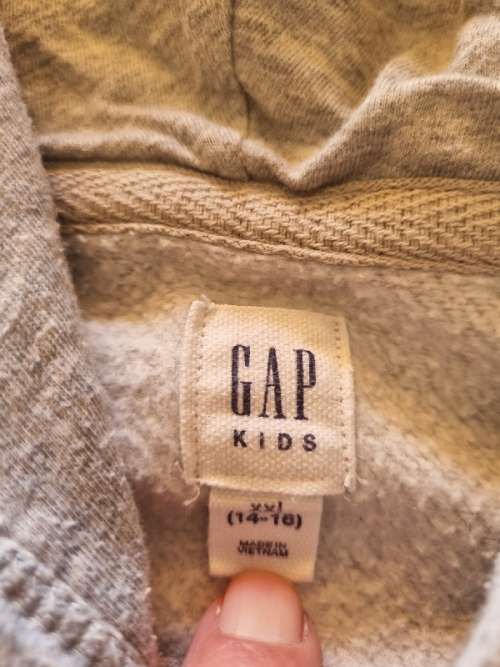 GAP
KIDS
XXL
(14-16)
MADE IN
VIETNAM